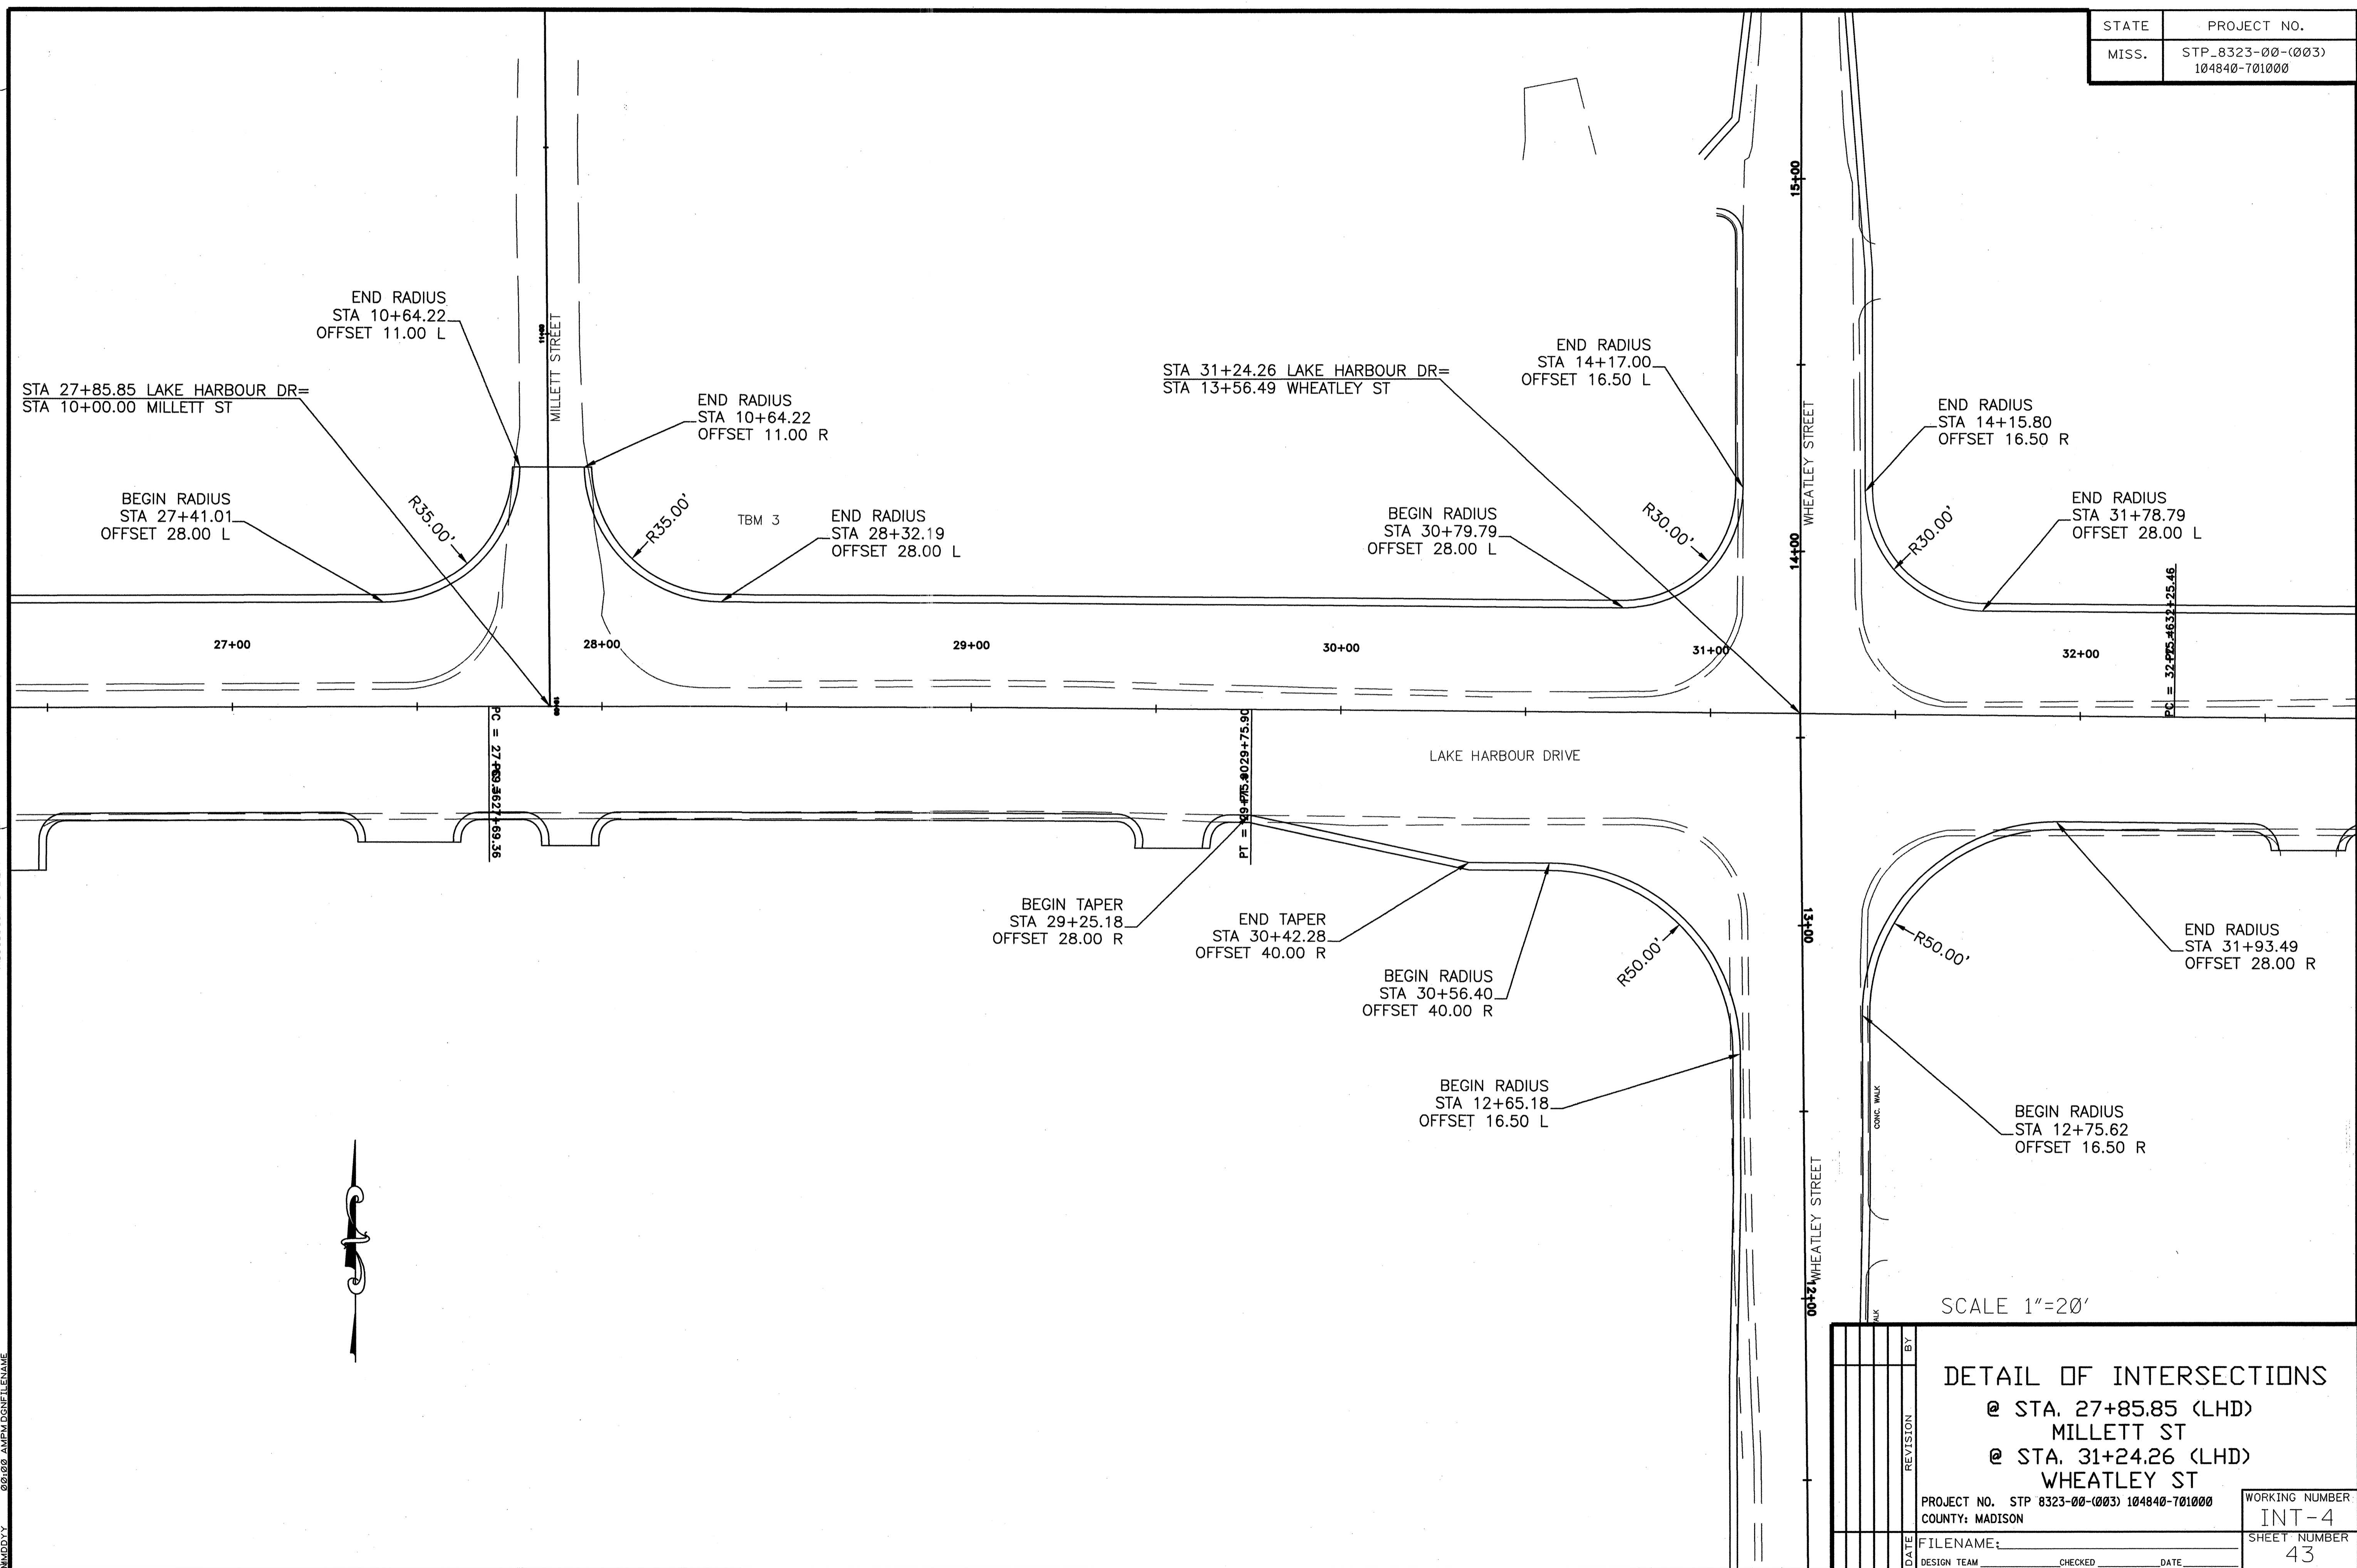 STATE
PROJECT NO.
MISS.
STP_8323-00-(003)
104840-701000
15+00
END RADIUS
STA 10+64.22
OFFSET 11.00 L
11+00
MILLETT STREET
STA 27+85.85 LAKE HARBOUR DR=
STA 10+00.00 MILLETT ST
END RADIUS
STA 10+64.22
OFFSET 11.00 R
STA 31+24.26 LAKE HARBOUR DR=
STA 13+56.49 WHEATLEY ST
END RADIUS
STA 14+17.00
OFFSET 16.50 L
WHEATLEY STREET
END RADIUS
STA 14+15.80
OFFSET 16.50 R
BEGIN RADIUS
STA 27+41.01
OFFSET 28.00 L
R35.00'
R35.00'
TBM 3
END RADIUS
STA 28+32.19
OFFSET 28.00 L
BEGIN RADIUS
STA 30+79.79
OFFSET 28.00 L
R30.00'
14+00
R30.00'
END RADIUS
STA 31+78.79
OFFSET 28.00 L
27+00
28+00
29+00
30+00
31+00
32+00
10+00
LAKE HARBOUR DRIVE
BEGIN TAPER
STA 29+25.18
OFFSET 28.00 R
END TAPER
STA 30+42.28
OFFSET 40.00 R
BEGIN RADIUS
STA 30+56.40
OFFSET 40.00 R
R50.00'
13+00
R50.00'
END RADIUS
STA 31+93.49
OFFSET 28.00 R
BEGIN RADIUS
STA 12+65.18
OFFSET 16.50 L
CONC. WALK
BEGIN RADIUS
STA 12+75.62
OFFSET 16.50 R
WHEATLEY STREET
12+00
ALK
SCALE 1"=20'
BY
REVISION
DATE
DETAIL OF INTERSECTIONS
@ STA. 27+85.85 (LHD)
MILLETT ST
@ STA. 31+24.26 (LHD)
WHEATLEY ST
PROJECT NO. STP 8323-00-(003) 104840-701000
COUNTY: MADISON
WORKING NUMBER
INT-4
FILENAME:
SHEET NUMBER
43
DESIGN TEAM CHECKED DATE
00:00 AMPM DGNFILENAME